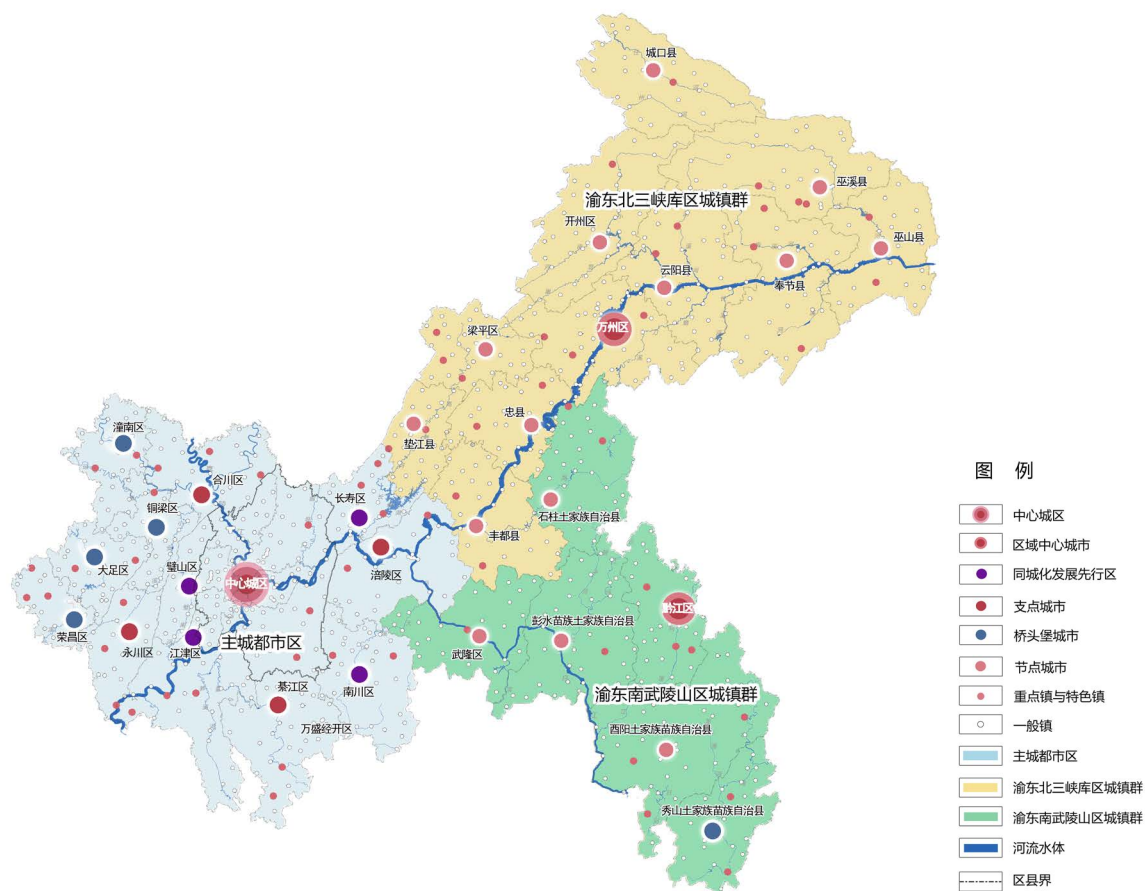 城口县
巫溪县
渝东北三峡库区城镇群
开州区
巫山县
云阳县
奉节县
万州区
梁平区
忠县
垫江县
潼南区
合川区
长寿区
石柱土家族自治县
铜梁区
丰都县
大足区
璧山区
中心城区
涪陵区
黔江区
荣昌区
彭水苗族土家族自治县
永川区
江津区
主城都市区
武隆区
南川区
渝东南武陵山区城镇群
綦江区
万盛经开区
酉阳土家族苗族自治县
秀山土家族苗族自治县
图 例
中心城区
区域中心城市
同城化发展先行区
支点城市
桥头堡城市
节点城市
重点镇与特色镇
一般镇
主城都市区
渝东北三峡库区城镇群
渝东南武陵山区城镇群
河流水体
区县界